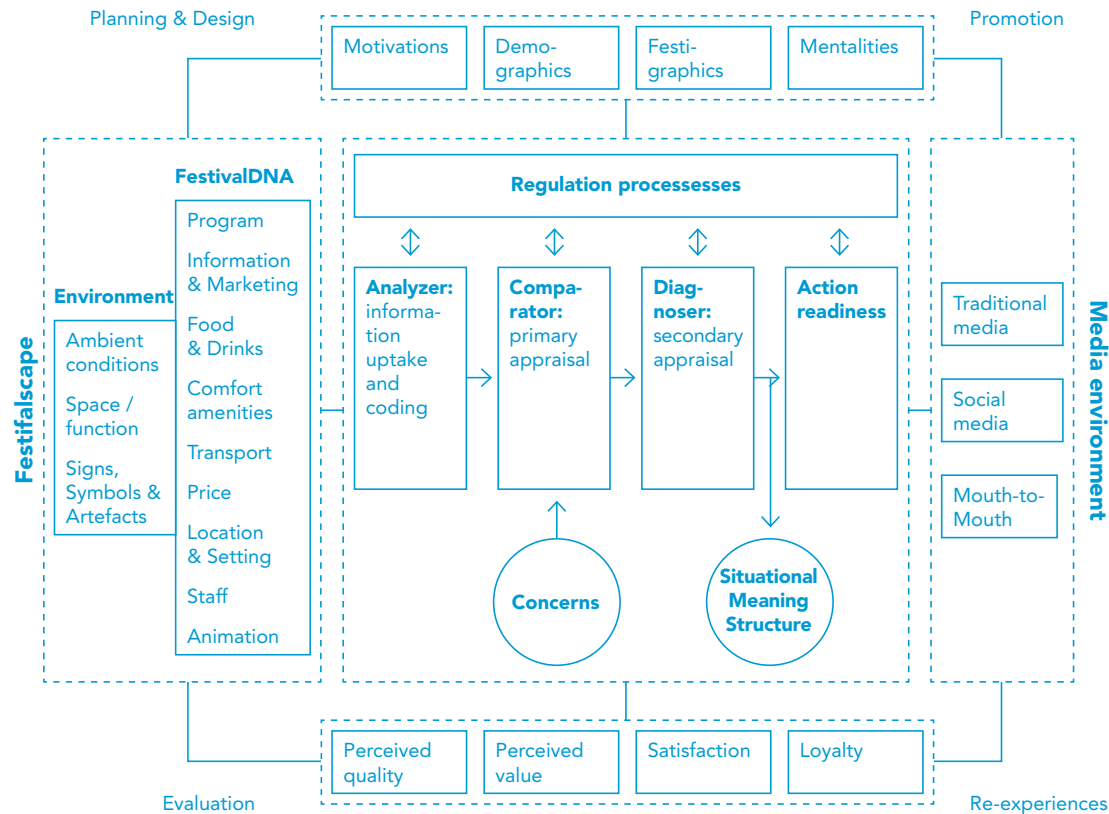 Planning & Design
Promotion
Motivations
Demo-
graphics
Festi-
graphics
Mentalities
Festifalscape
Environment
Ambient
conditions
Space /
function
Signs,
Symbols &
Artefacts
FestivalDNA
Program
Information
& Marketing
Food
& Drinks
Comfort
amenities
Transport
Price
Location
& Setting
Staff
Animation
Regulation processesses
Analyzer:
informa-
tion
uptake
and
coding
Compa-
rator:
primary
appraisal
Diag-
noser:
secondary
appraisal
Action
readiness
Concerns
Situational
Meaning
Structure
Traditional
media
Social
media
Mouth-to-
Mouth
Media environment
Perceived
quality
Perceived
value
Satisfaction
Loyalty
Evaluation
Re-experiences